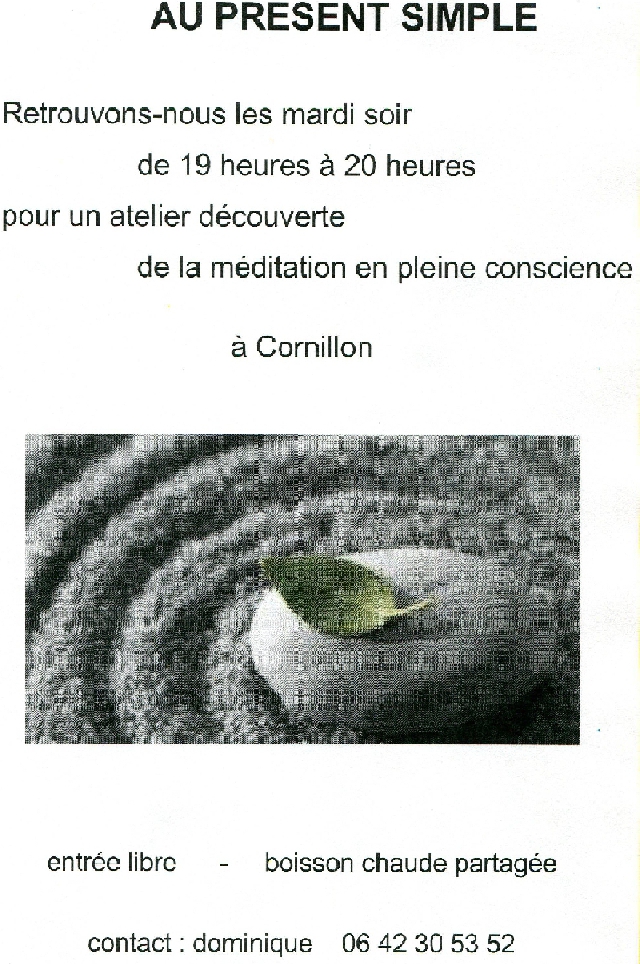 AU PRESENT SIMPLE
Retrouvons-nous les mardi soir
de 19 heures à 20 heures
pour un atelier découverte
de la méditation en pleine conscience
à Cornillon
entrée libre - boisson chaude partagée
contact : dominique 06 42 30 53 52